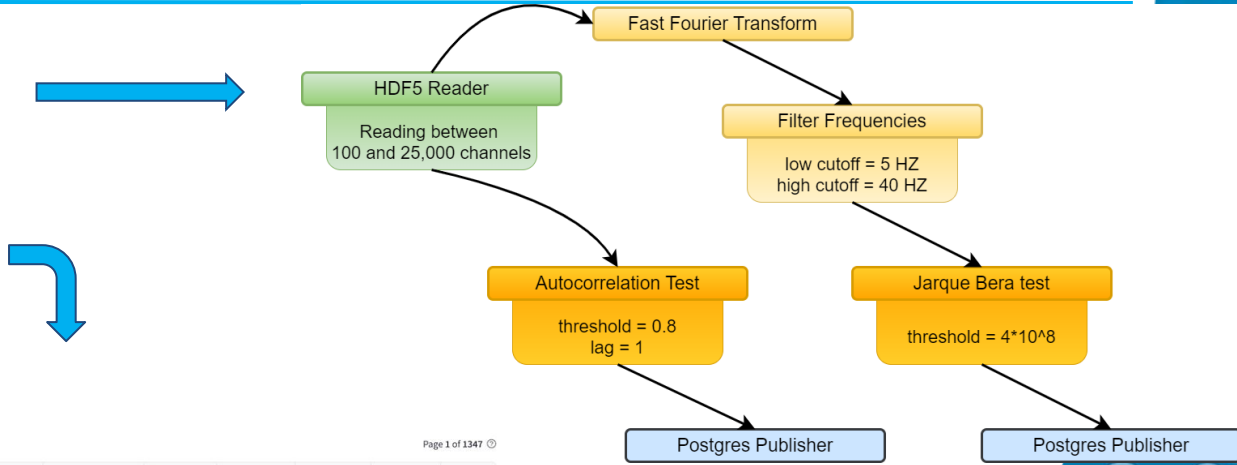 Fast Fourier Transform
HDF5 Reader
Reading between
100 and 25,000 channels
Filter Frequencies
low cutoff = 5 HZ
high cutoff = 40 HZ
Autocorrelation Test
threshold = 0.8
lag = 1
Jarque Bera test
threshold = 4*10^8
Page 1 of 1347 ?
Postgres Publisher
Postgres Publisher